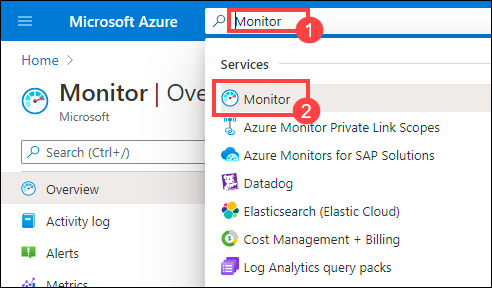 Microsoft Azure
Monitor
1
Home
Services
Monitor | Ove
Microsoft
Monitor
2
Azure Monitor Private Link Scopes
Search (Ctrl+/)
Azure Monitors for SAP Solutions
Overview
Datadog
Activity log
Elasticsearch (Elastic Cloud)
Alerts
Cost Management + Billing
Metrics
Log Analytics query packs